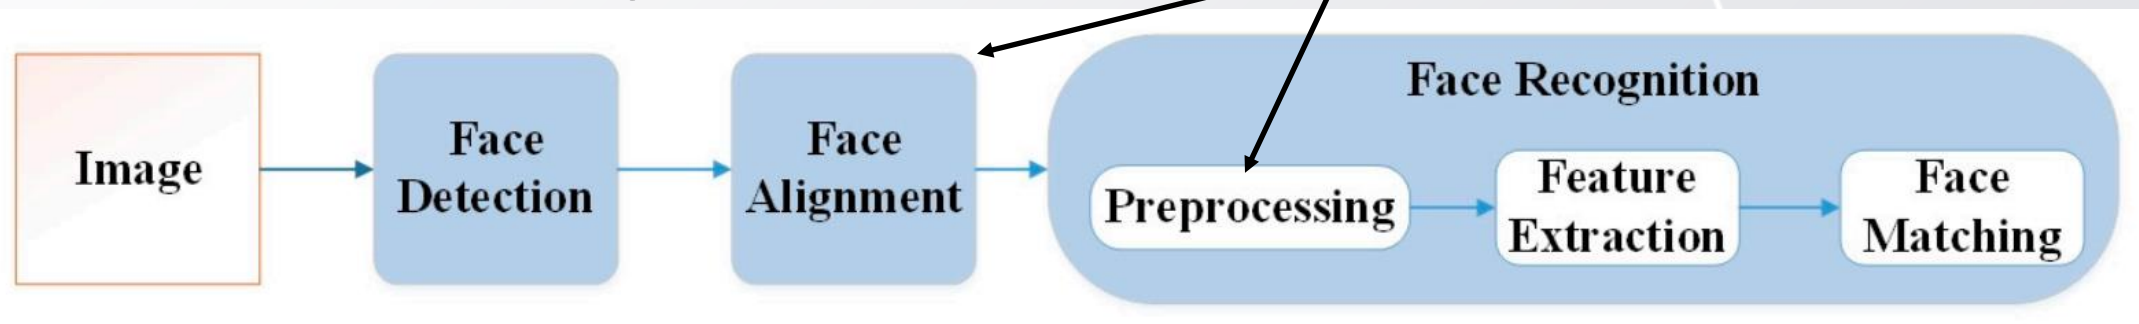 Image
Face
Detection
Face
Alignment
Face Recognition
Preprocessing
Feature
Extraction
Face
Matching